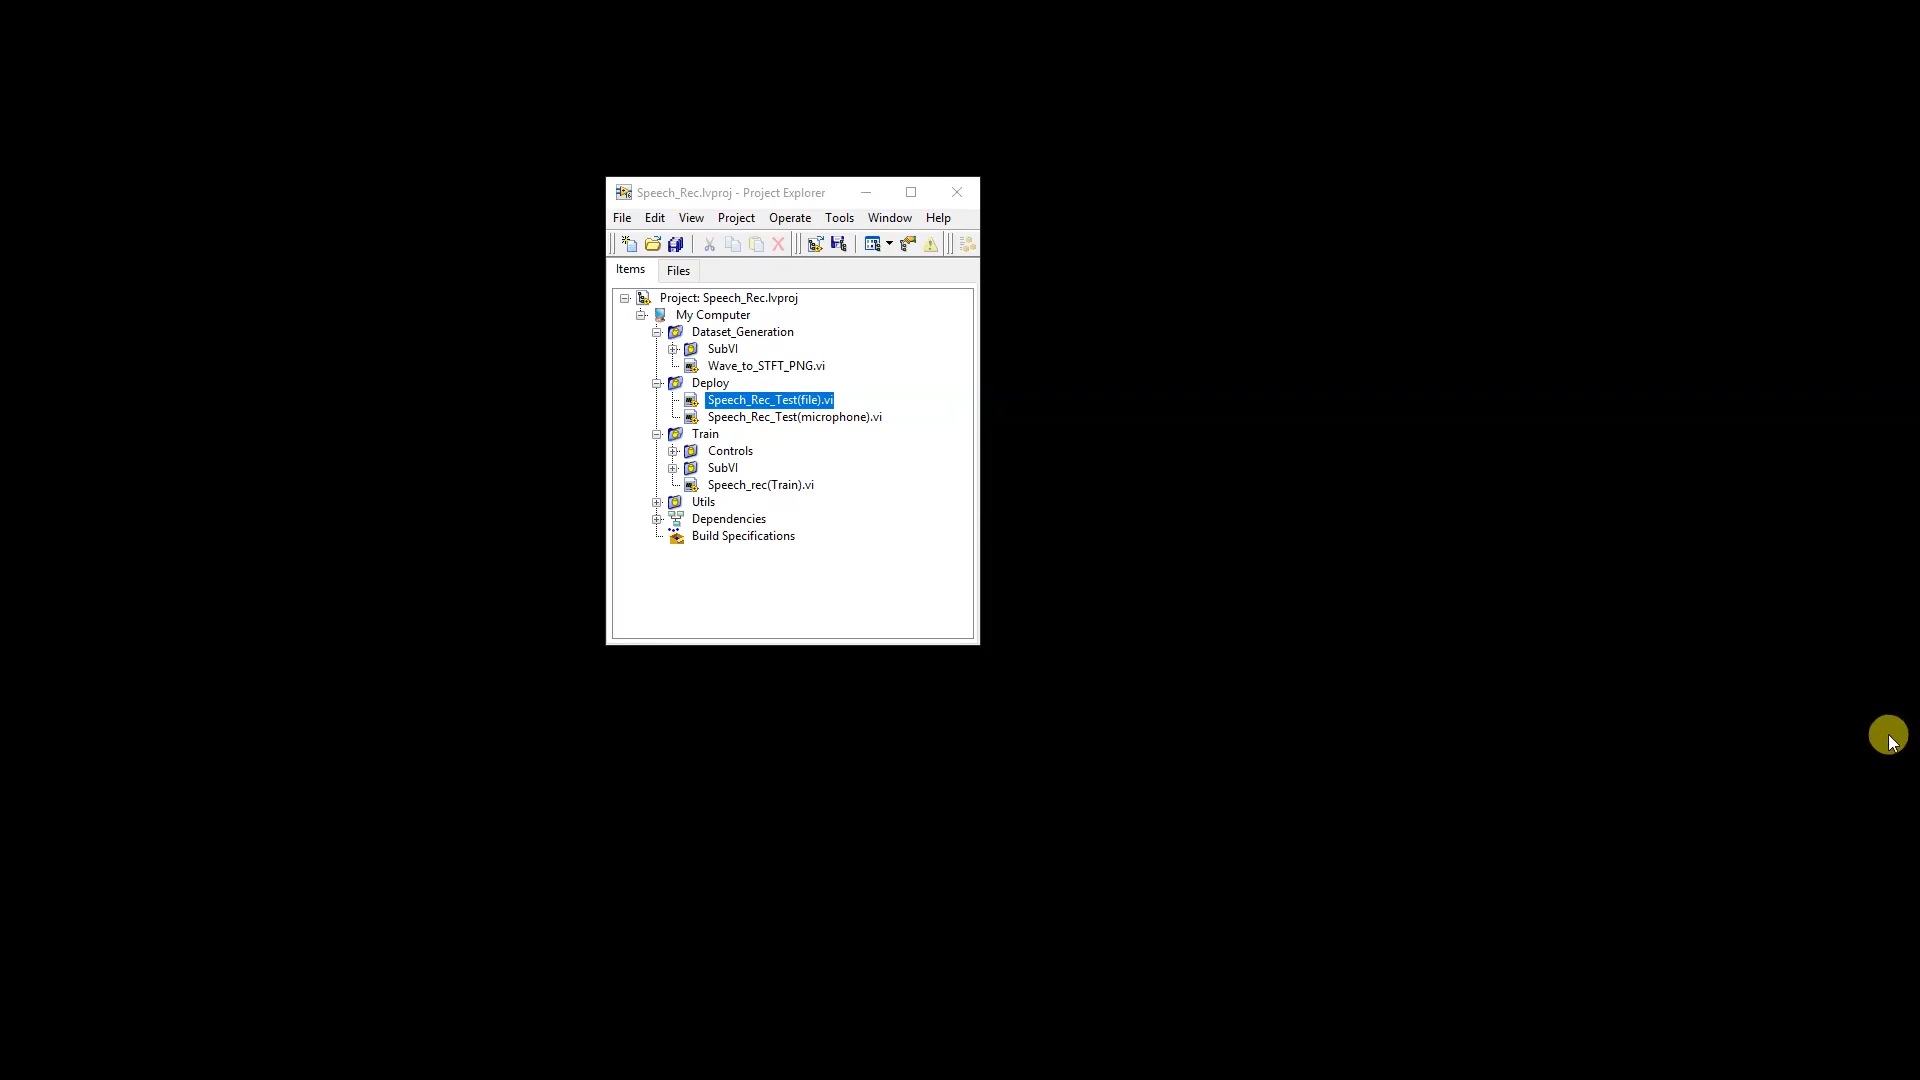 Speech_Rec.lvproj - Project Explorer
File Edit View Project Operate Tools Window Help
Items Files
Project: Speech_Rec.lvproj
My Computer
Dataset_Generation
SubVI
Wave_to_STFT_PNG.vi
Deploy
Speech_Rec_Test(file).vi
Speech_Rec_Test(microphone).vi
Train
Controls
SubVI
Speech_rec(Train).vi
Utils
Dependencies
Build Specifications